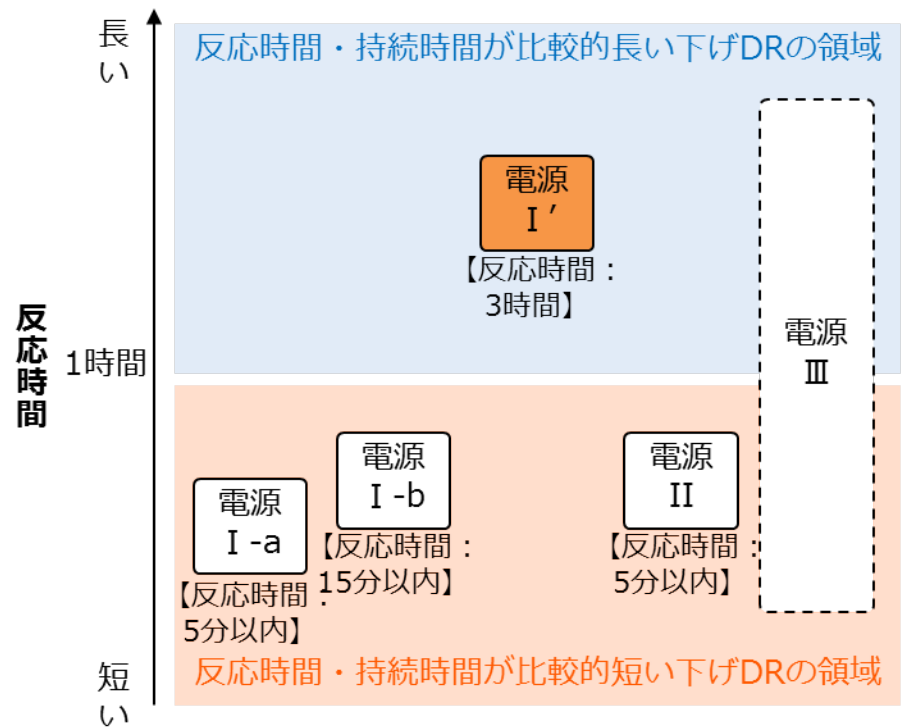 長い
反応時間・持続時間が比較的長い下げDRの領域
電源
Ⅰ′
【反応時間：
3時間】
反応時間
1時間
電源
Ⅲ
電源
Ⅰ-a
【反応時間：
5分以内】
電源
Ⅰ-b
【反応時間：
15分以内】
電源
II
【反応時間：
5分以内】
短い
反応時間・持続時間が比較的短い下げDRの領域